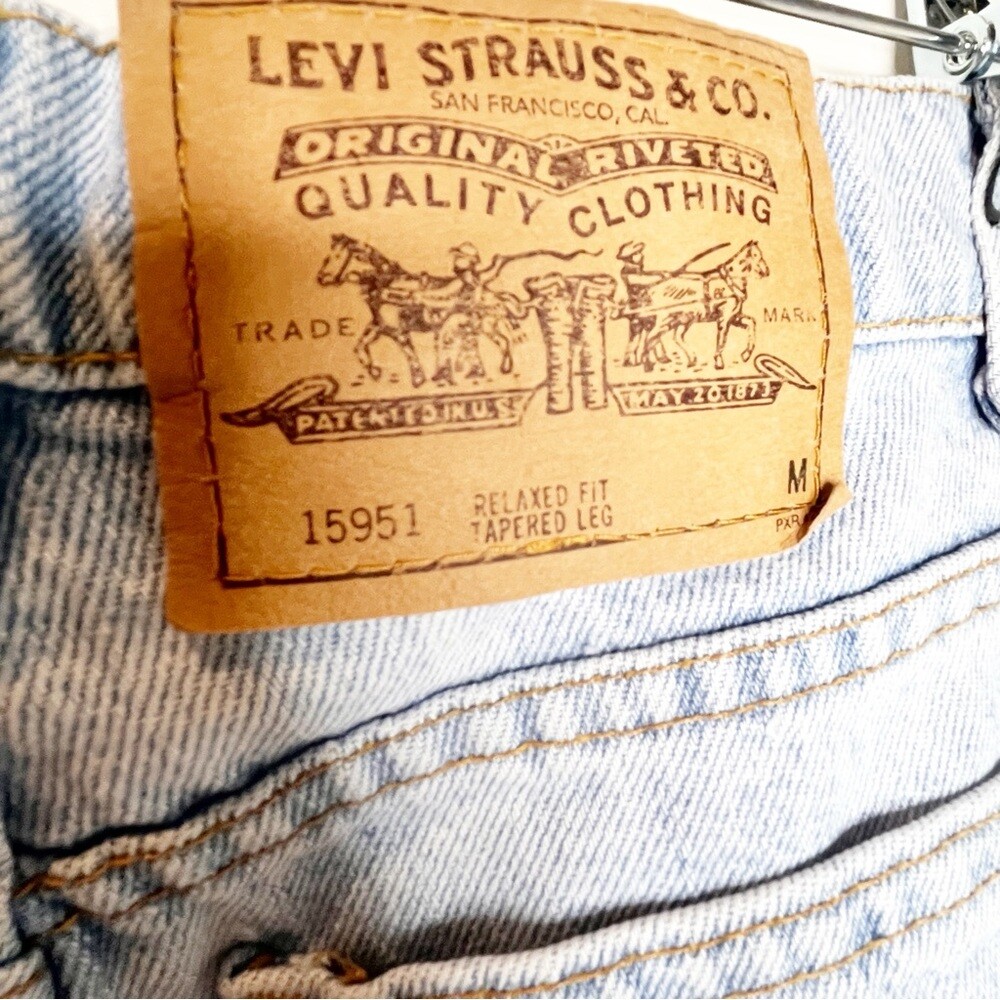 LEVI STRAUSS & CO.
SAN FRANCISCO, CAL.
ORIGINAL RIVETED
QUALITY CLOTHING
TRADE MARK
PATENTED IN U.S.
MAY 20 1873
M
15951
RELAXED FIT
TAPERED LEG